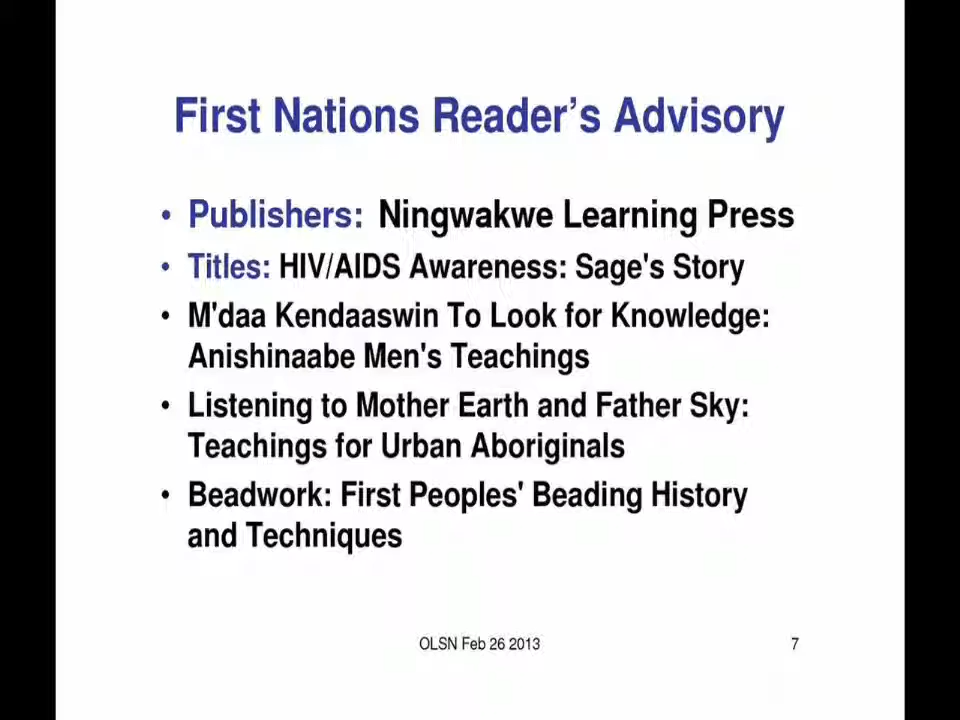 First Nations Reader’s Advisory
• Publishers: Ningwakwe Learning Press
• Titles: HIV/AIDS Awareness: Sage's Story
• M'daa Kendaaswin To Look for Knowledge:
Anishinaabe Men's Teachings
• Listening to Mother Earth and Father Sky:
Teachings for Urban Aboriginals
• Beadwork: First Peoples' Beading History
and Techniques
OLSN Feb 26 2013 7